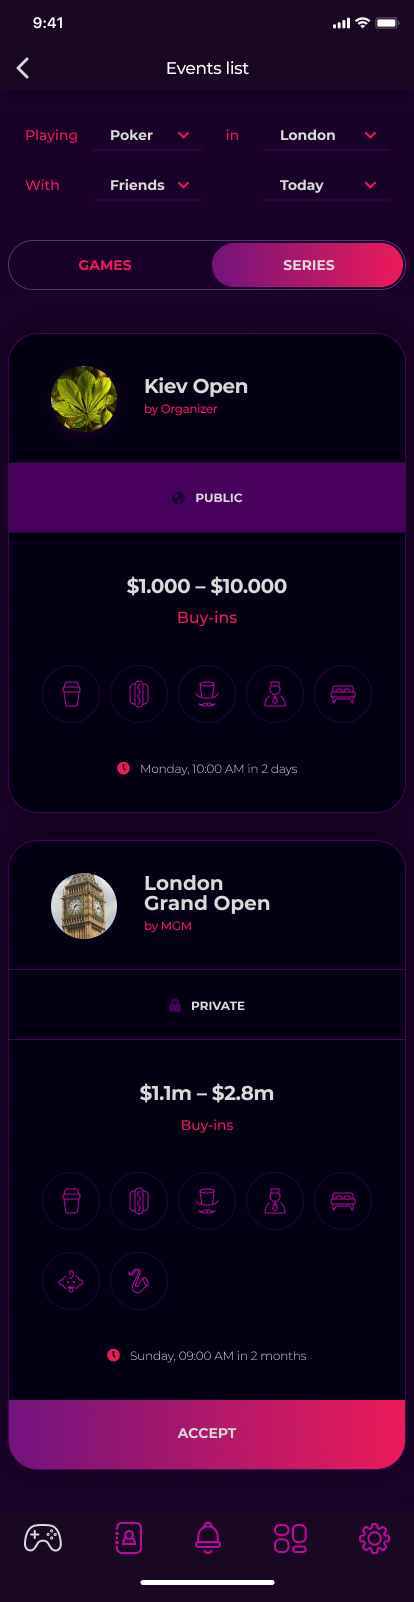 9:41
Events list
Playing Poker in London
With Friends Today
GAMES SERIES
Kiev Open
by Organizer
PUBLIC
$1.000 – $10.000
Buy-ins
Monday, 10:00 AM in 2 days
London
Grand Open
by MGM
PRIVATE
$1.1m – $2.8m
Buy-ins
Sunday, 09:00 AM in 2 months
ACCEPT